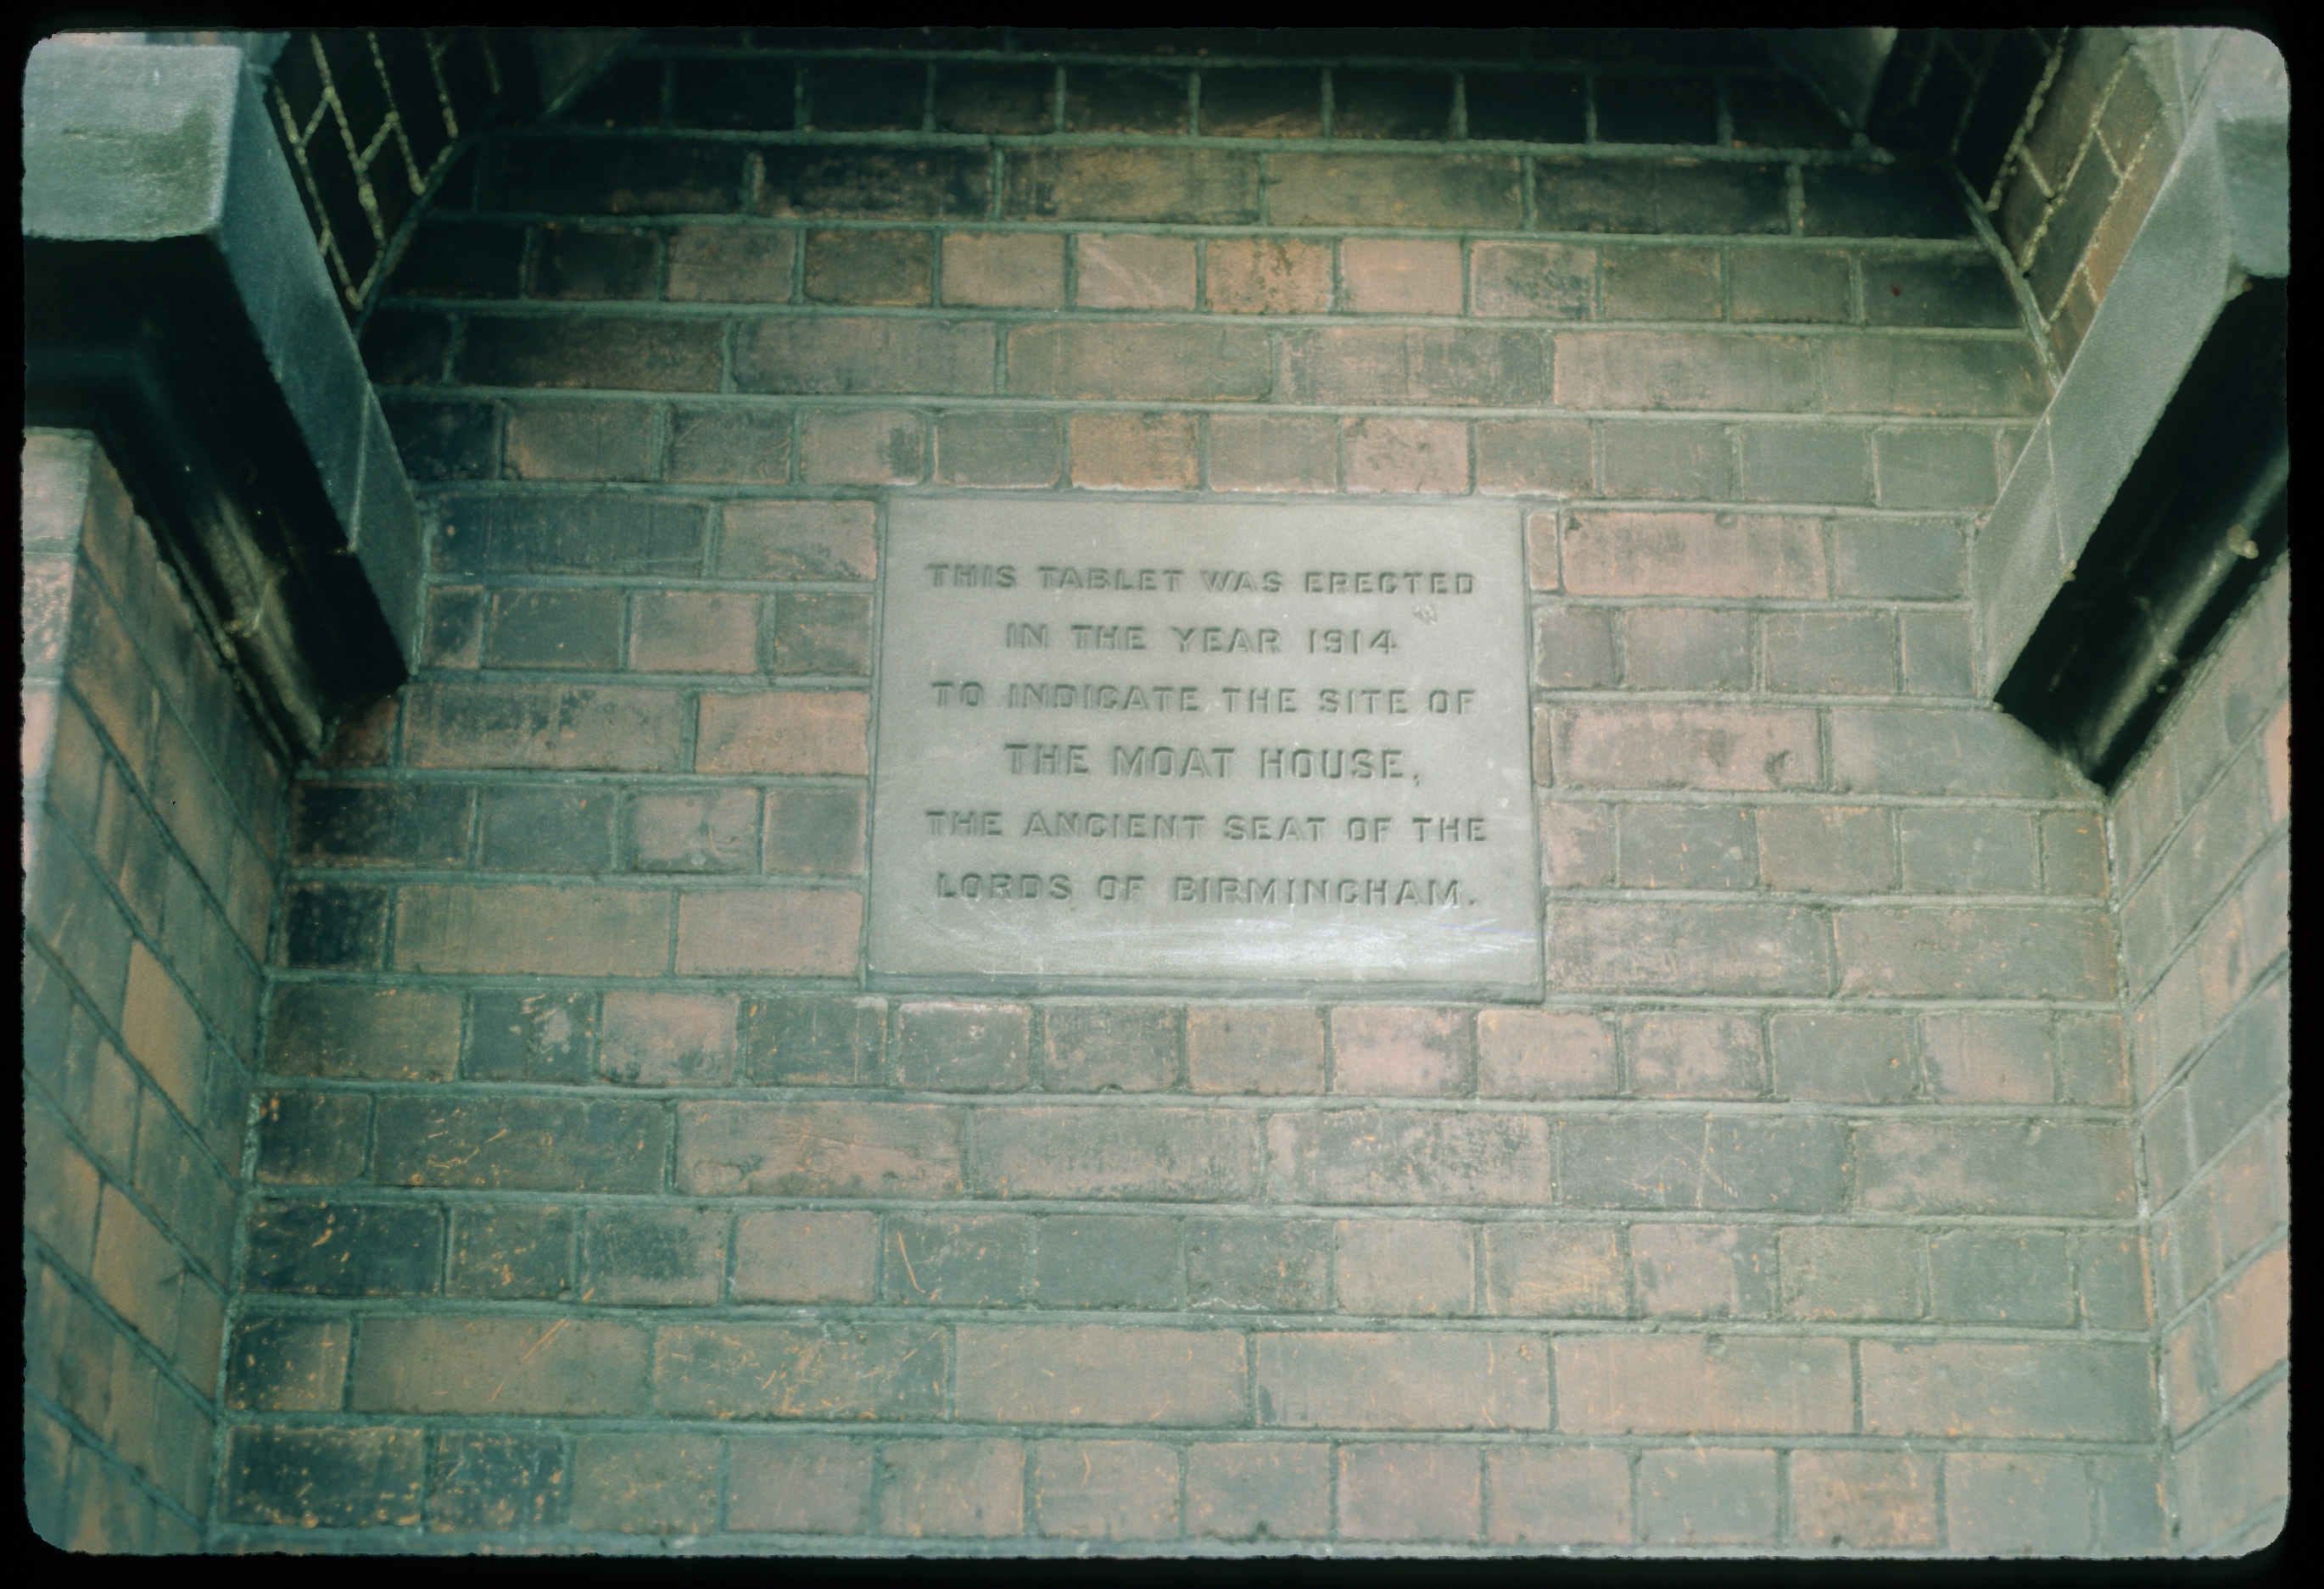 THIS TABLET WAS ERECTED
IN THE YEAR 1914
TO INDICATE THE SITE OF
THE MOAT HOUSE,
THE ANCIENT SEAT OF THE
LORDS OF BIRMINGHAM.